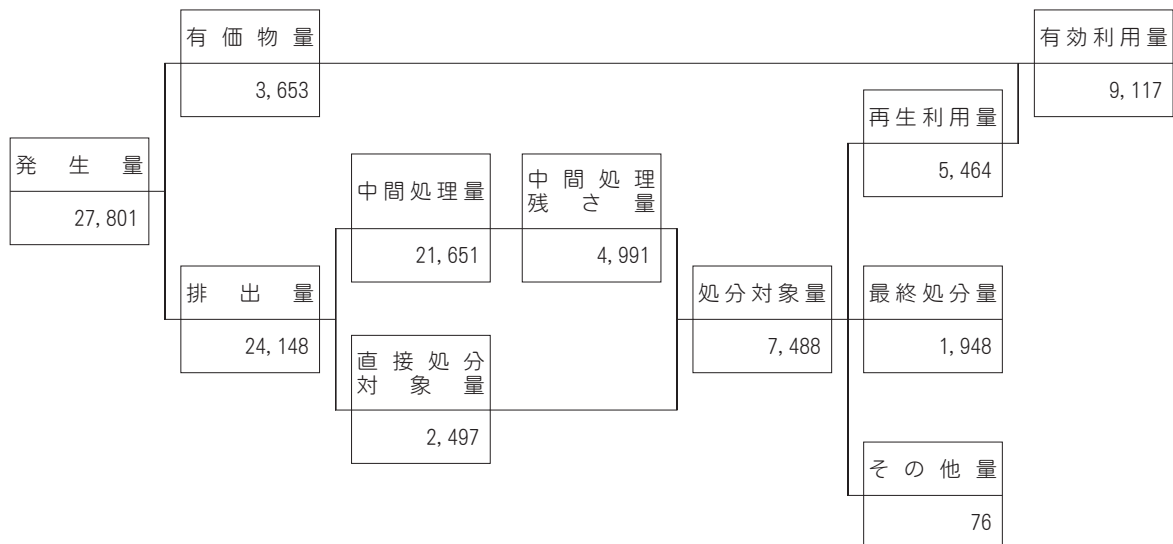 有価物量
3,653
有効利用量
9,117
再生利用量
5,464
発生量
27,801
中間処理量
21,651
中間処理
残さ量
4,991
排出量
24,148
処分対象量
7,488
最終処分量
1,948
直接処分
対象量
2,497
その他量
76